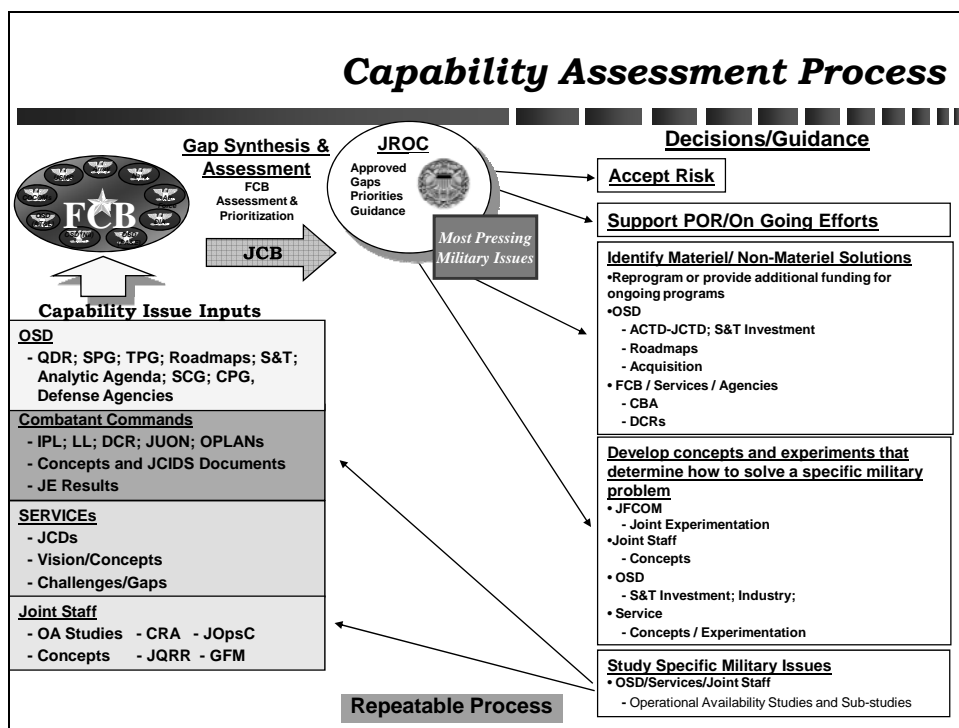 Capability Assessment Process
FCB
Gap Synthesis &
Assessment
FCB
Assessment &
Prioritization
JCB
JROC
Approved
Gaps
Priorities
Guidance
Most Pressing
Military Issues
Capability Issue Inputs
OSD
- QDR; SPG; TPG; Roadmaps; S&T;
Analytic Agenda; SCG; CPG,
Defense Agencies
Combatant Commands
- IPL; LL; DCR; JUON; OPLANs
- Concepts and JCIDS Documents
- JE Results
SERVICEs
- JCDs
- Vision/Concepts
- Challenges/Gaps
Joint Staff
- OA Studies - CRA - JOpsC
- Concepts - JQRR - GFM
Decisions/Guidance
Accept Risk
Support POR/On Going Efforts
Identify Materiel/ Non-Materiel Solutions
•Reprogram or provide additional funding for
ongoing programs
•OSD
- ACTD-JCTD; S&T Investment
- Roadmaps
- Acquisition
• FCB / Services / Agencies
- CBA
- DCRs
Develop concepts and experiments that
determine how to solve a specific military
problem
• JFCOM
- Joint Experimentation
•Joint Staff
- Concepts
• OSD
- S&T Investment; Industry;
• Service
- Concepts / Experimentation
Study Specific Military Issues
• OSD/Services/Joint Staff
- Operational Availability Studies and Sub-studies
Repeatable Process